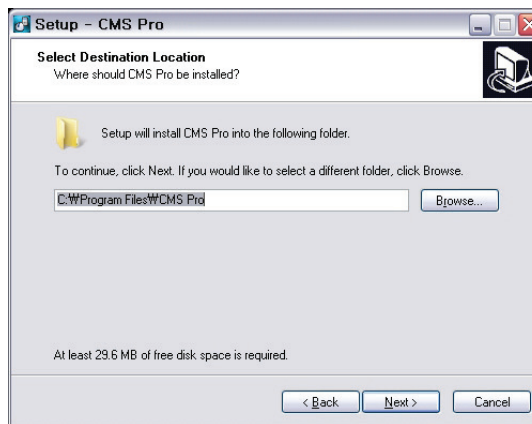 Setup - CMS Pro
Select Destination Location
Where should CMS Pro be installed?
Setup will install CMS Pro into the following folder.
To continue, click Next. If you would like to select a different folder, click Browse.
C:₩Program Files₩CMS Pro
Browse...
At least 29.6 MB of free disk space is required.
< Back
Next >
Cancel